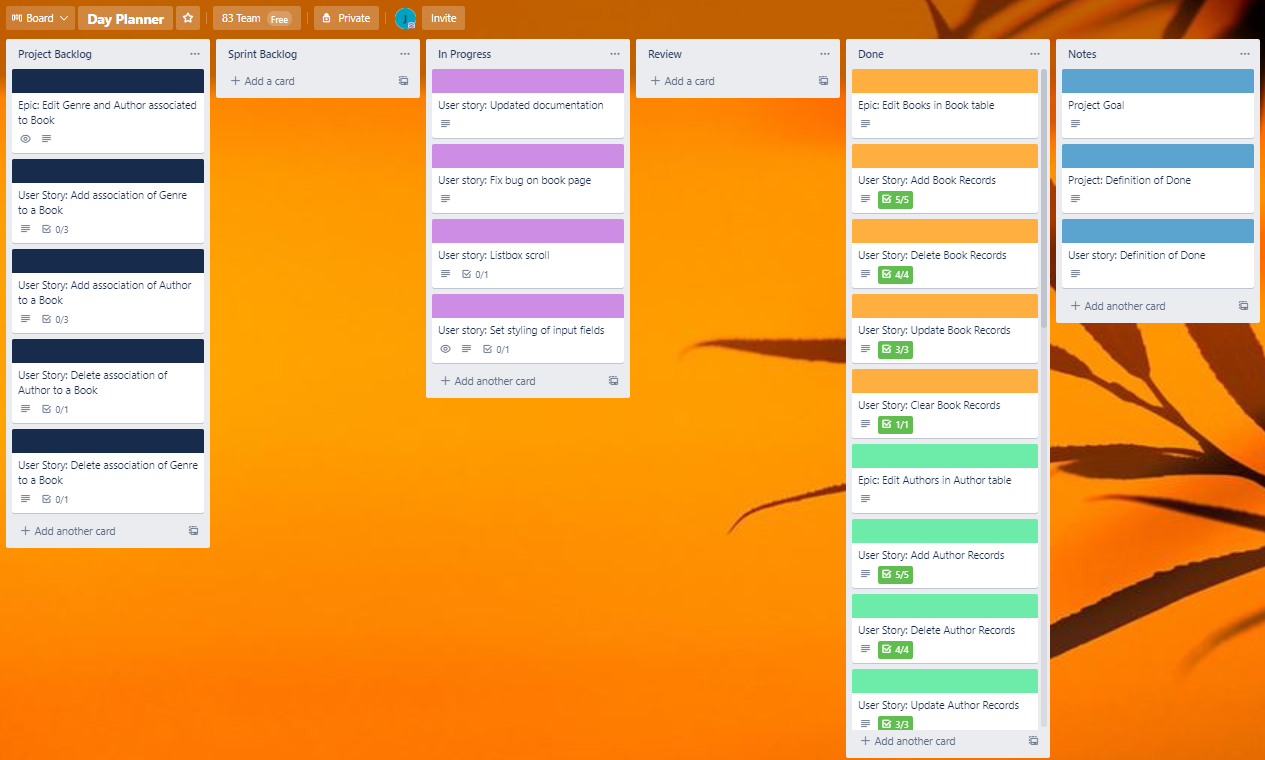 Board
Day Planner
83 Team Free
Private
Invite
Project Backlog
Epic: Edit Genre and Author associated
to Book
User Story: Add association of Genre
to a Book
0/3
User Story: Add association of Author
to a Book
0/3
User Story: Delete association of
Author to a Book
0/1
User Story: Delete association of Genre
to a Book
0/1
+ Add another card
Sprint Backlog
+ Add a card
In Progress
User story: Updated documentation
User story: Fix bug on book page
User story: Listbox scroll
0/1
User story: Set styling of input fields
0/1
+ Add another card
Review
+ Add a card
Done
Epic: Edit Books in Book table
User Story: Add Book Records
5/5
User Story: Delete Book Records
4/4
User Story: Update Book Records
3/3
User Story: Clear Book Records
1/1
Epic: Edit Authors in Author table
User Story: Add Author Records
5/5
User Story: Delete Author Records
4/4
User Story: Update Author Records
3/3
+ Add another card
Notes
Project Goal
Project: Definition of Done
User story: Definition of Done
+ Add another card